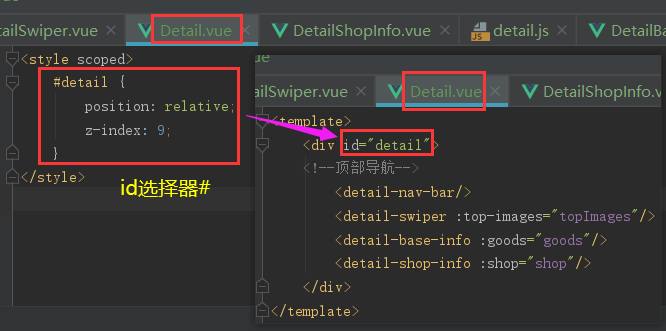 tailSwiper.vue Detail.vue DetailShopInfo.vue detail.js DetailBa
ue
<style scoped>
#detail {
position: relative;
z-index: 9;
}
</style>
id选择器#
ilSwiper.vue Detail.vue DetailShopInfo.v
<template>
<div id="detail">
<!--顶部导航-->
<detail-nav-bar/>
<detail-swiper :top-images="topImages"/>
<detail-base-info :goods="goods"/>
<detail-shop-info :shop="shop"/>
</div>
</template>